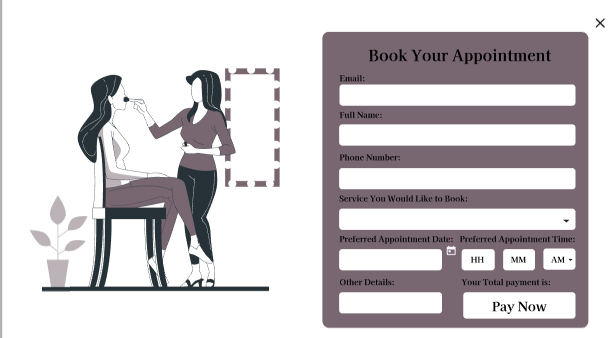 Book Your Appointment
Email:
Full Name:
Phone Number:
Service You Would Like to Book:
Preferred Appointment Date: Preferred Appointment Time:
HH MM AM
Other Details: Your Total payment is:
Pay Now